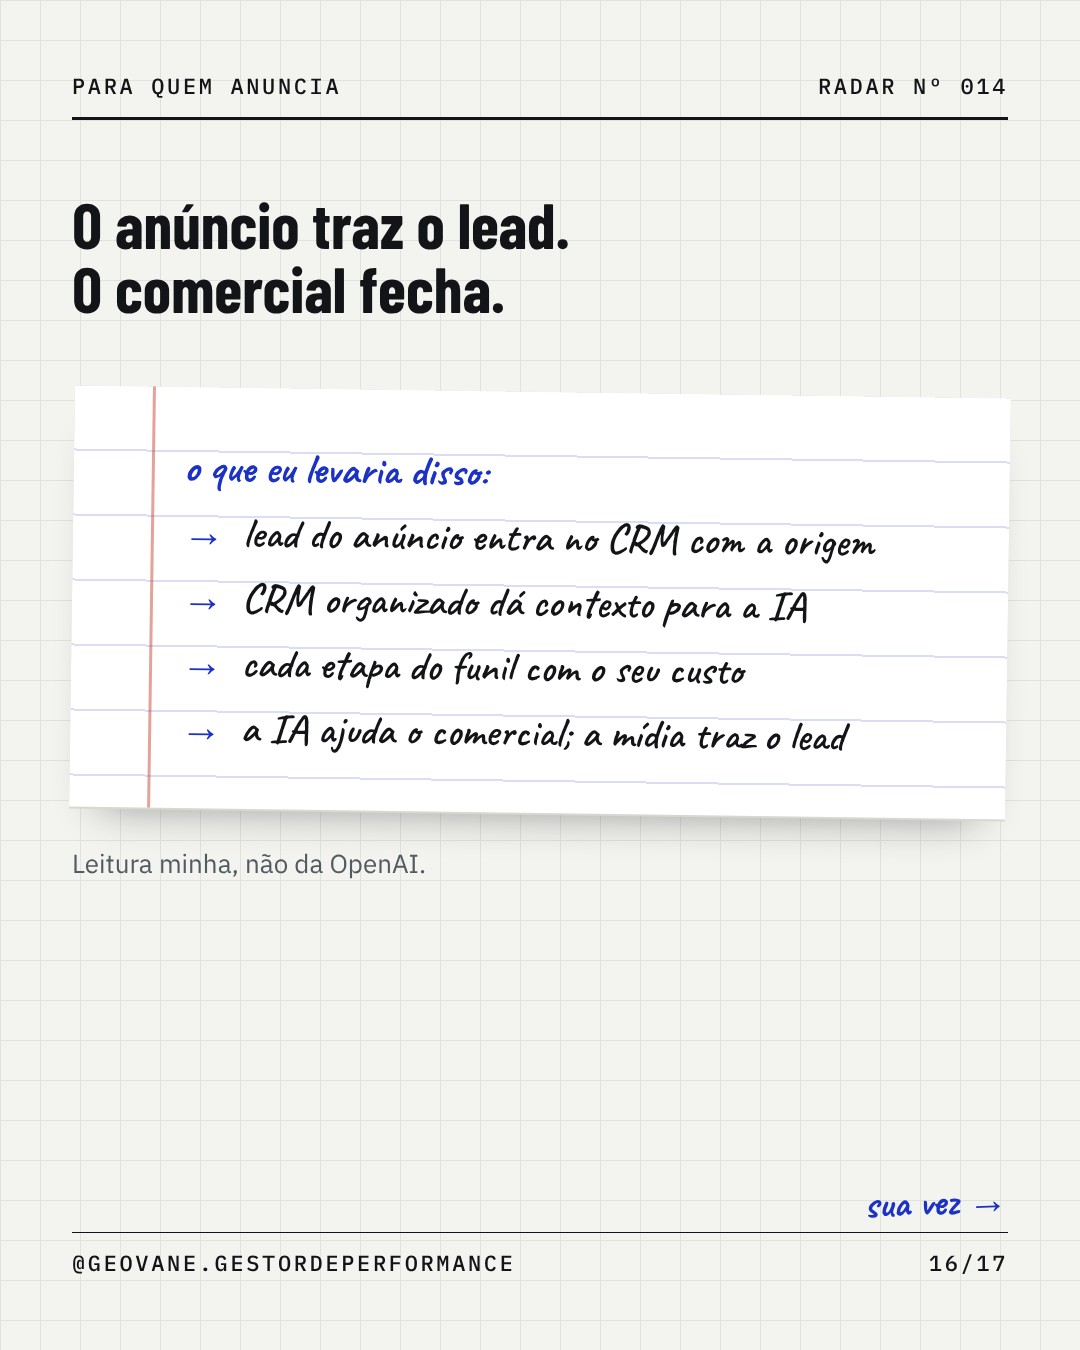 PARA QUEM ANUNCIA
RADAR Nº 014
O anúncio traz o lead.
O comercial fecha.
o que eu levaria disso:
→ lead do anúncio entra no CRM com a origem
→ CRM organizado dá contexto para a IA
→ cada etapa do funil com o seu custo
→ a IA ajuda o comercial; a mídia traz o lead
Leitura minha, não da OpenAI.
sua vez →
@GEOVANE.GESTORDEPERFORMANCE
16/17